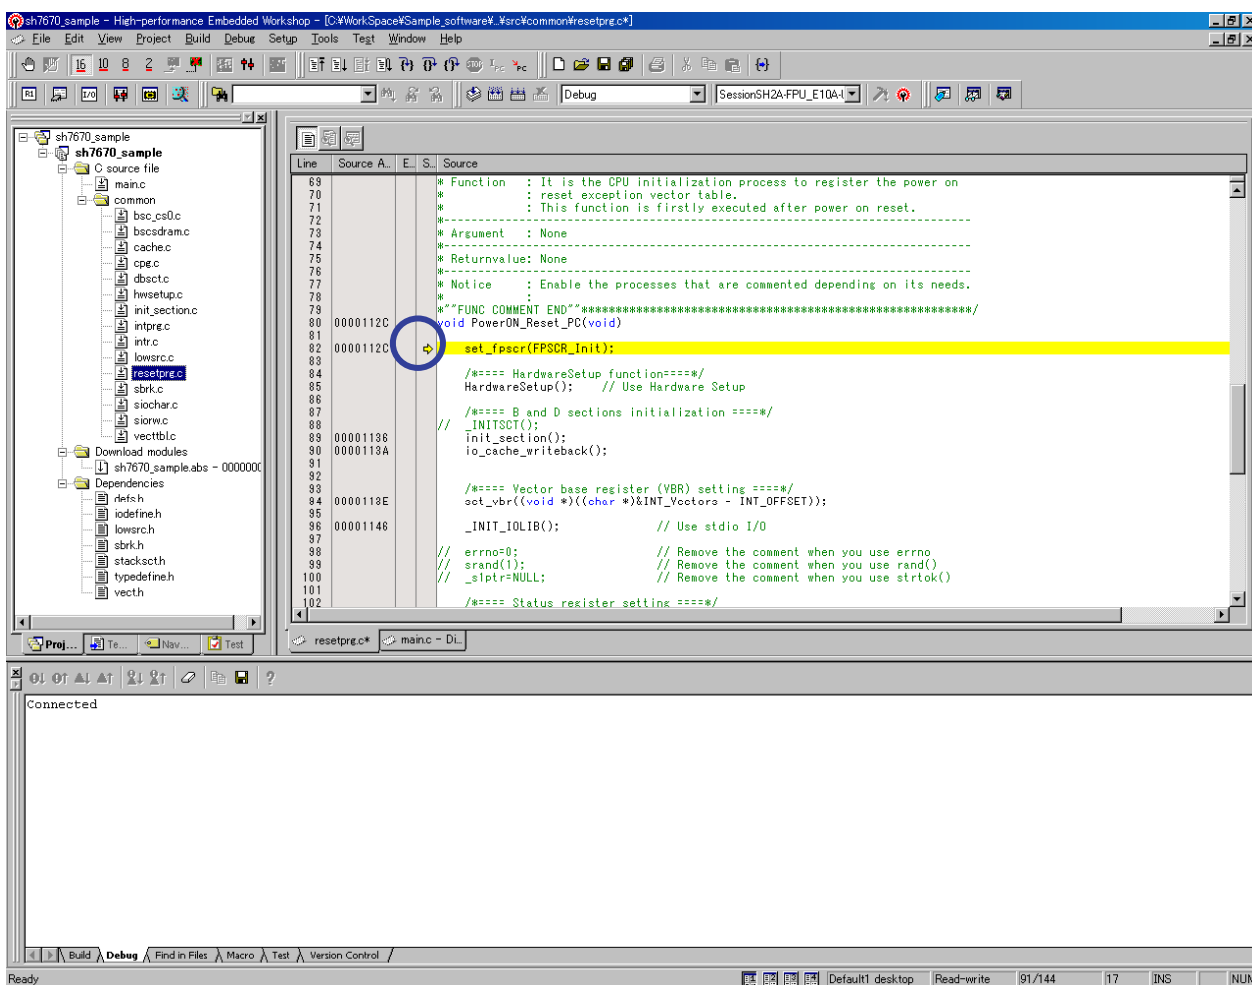 sh7670_sample - High-performance Embedded Workshop - [C:¥WorkSpace¥Sample_software¥..¥src¥common¥resetprg.c*]
File Edit View Project Build Debug Setup Tools Test Window Help
16 10 8 2
Debug SessionSH2A-FPU_E10A-U
sh7670_sample
sh7670_sample
C source file
main.c
common
bsc_cs0.c
bscsdram.c
cache.c
cpg.c
dbsct.c
hwsetup.c
init_section.c
intprg.c
intr.c
lowsrc.c
resetprg.c
sbrk.c
siochar.c
siorw.c
vecttbl.c
Download modules
sh7670_sample.abs - 0000000
Dependencies
defs.h
iodefine.h
lowsrc.h
sbrk.h
stacksct.h
typedefine.h
vect.h
Proj... Te... Nav... Test
Line Source A... E... S... Source
69 * Function : It is the CPU initialization process to register the power on
70 * : reset exception vector table.
71 * : This function is firstly executed after power on reset.
72 *-----------------------------------------------------------------------------
73 * Argument : None
74 *-----------------------------------------------------------------------------
75 * Returnvalue: None
76 *-----------------------------------------------------------------------------
77 * Notice : Enable the processes that are commented depending on its needs.
78 * :
79 *""FUNC COMMENT END""***********************************************************/
80 0000112C void PowerON_Reset_PC(void)
81
82 0000112C set_fpscr(FPSCR_Init);
83
84 /*==== HardwareSetup function====*/
85 HardwareSetup(); // Use Hardware Setup
86
87 /*==== B and D sections initialization ====*/
88 // _INITSCT();
89 00001136 init_section();
90 0000113A io_cache_writeback();
91
92
93 /*==== Vector base register (VBR) setting ====*/
94 0000113E set_vbr((void *)((char *)&INT_Vectors - INT_OFFSET));
95
96 00001146 _INIT_IOLIB(); // Use stdio I/O
97
98 // errno=0; // Remove the comment when you use errno
99 // srand(1); // Remove the comment when you use rand()
100 // _s1ptr=NULL; // Remove the comment when you use strtok()
101
102 /*==== Status register setting ====*/
resetprg.c* main.c - Di...
Connected
Build Debug Find in Files Macro Test Version Control
Ready Default1 desktop Read-write 91/144 17 INS NUM